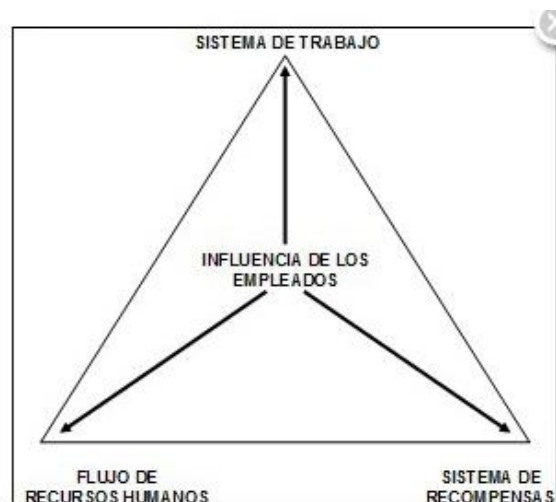 SISTEMA DE TRABAJO
INFLUENCIA DE LOS
EMPLEADOS
FLUJO DE
RECURSOS HUMANOS
SISTEMA DE
RECOMPENSAS